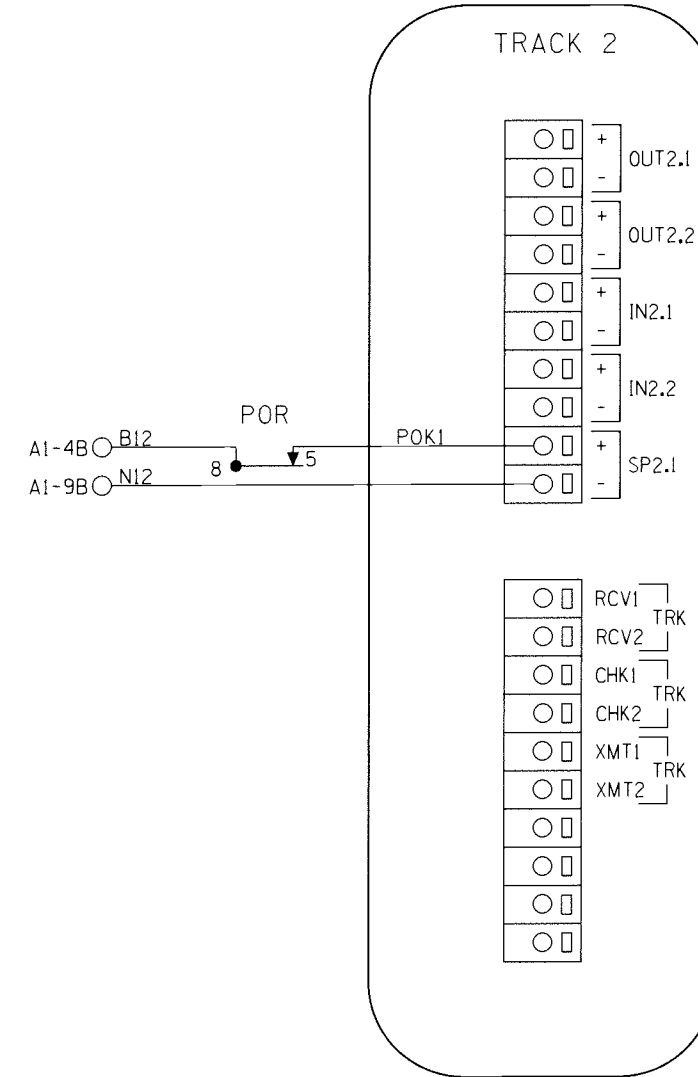 TRACK 2
+
OUT2.1
-
+
OUT2.2
-
+
IN2.1
-
+
IN2.2
-
POR
A1-4B B12
8 5
POK1
+
SP2.1
A1-9B N12
-
RCV1
TRK
RCV2
CHK1
TRK
CHK2
XMT1
TRK
XMT2